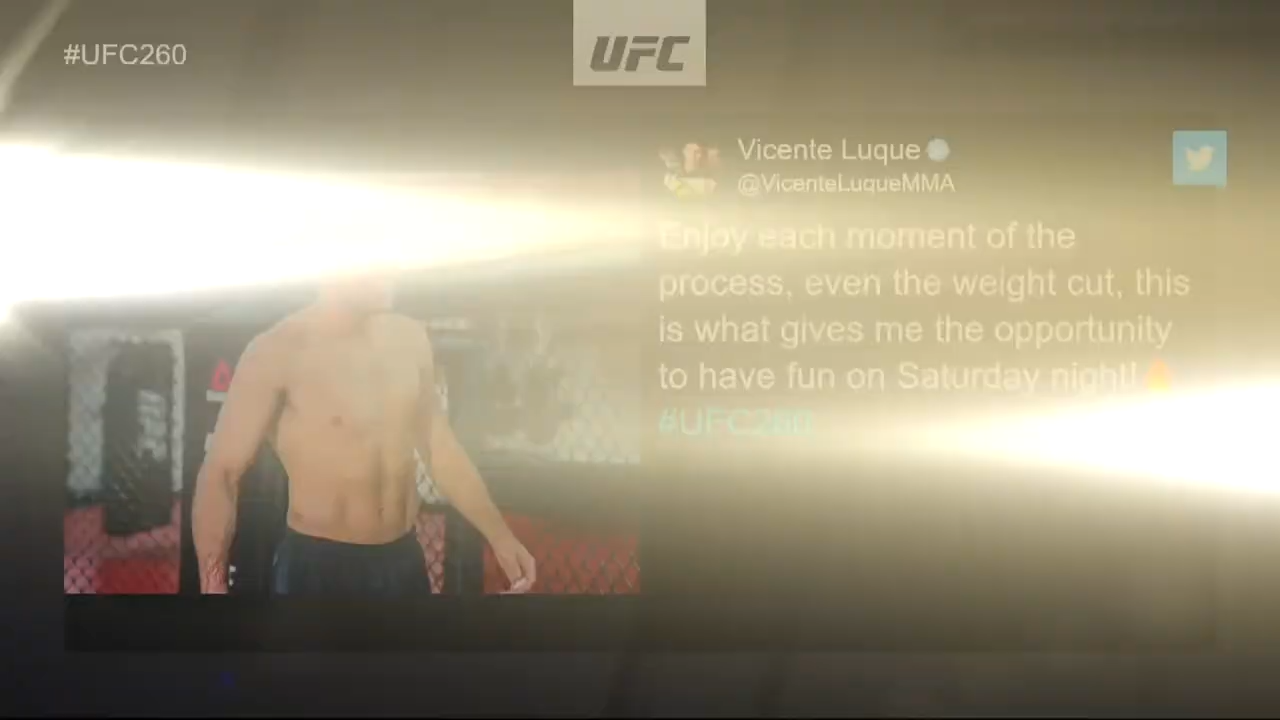 #UFC260
UFC
Vicente Luque
@VicenteLuqueMMA
Enjoy each moment of the
process, even the weight cut, this
is what gives me the opportunity
to have fun on Saturday night!
#UFC260